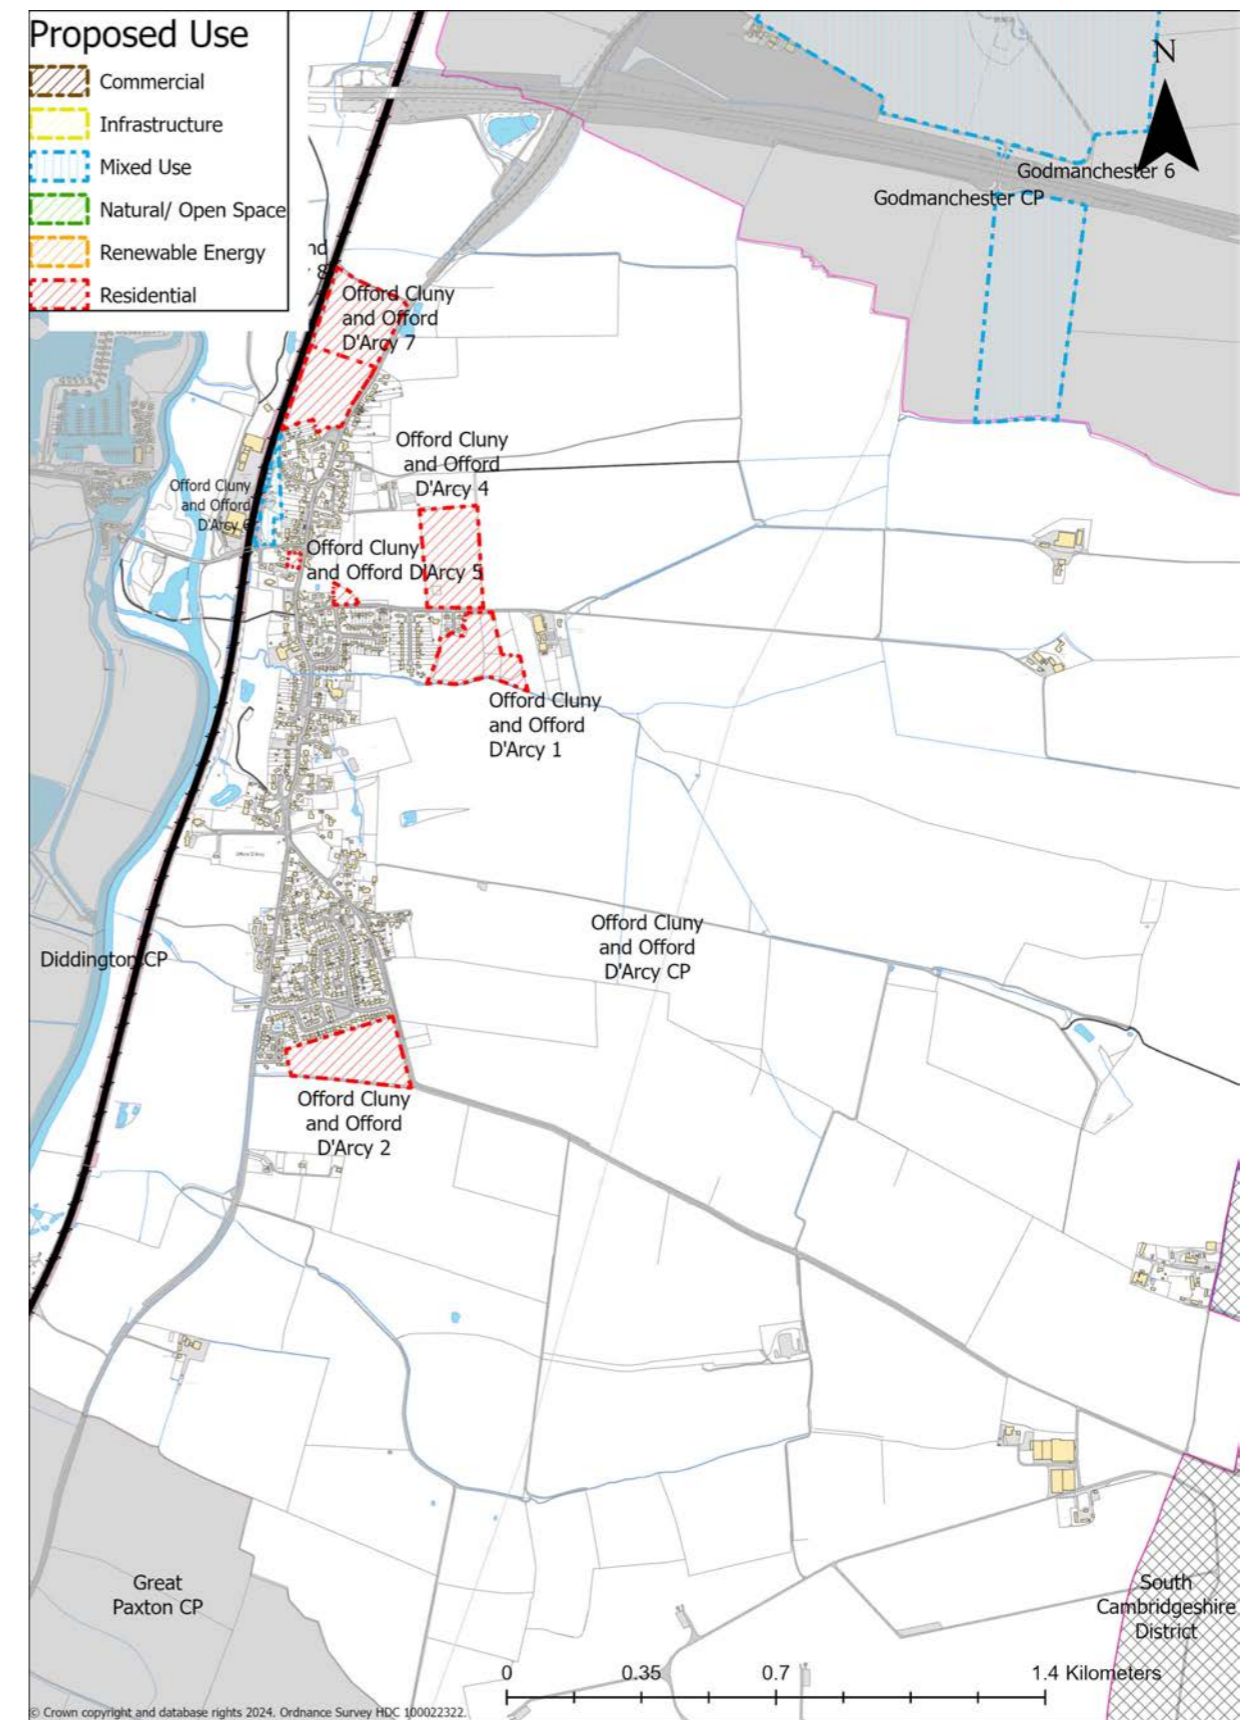 Proposed Use
Commercial
Infrastructure
Mixed Use
Natural/ Open Space
Renewable Energy
Residential
N
Godmanchester 6
Godmanchester CP
nd
8
Offord Cluny
and Offord
D'Arcy 7
Offord Cluny
and Offord
D'Arcy 4
Offord Cluny
and Offord
D'Arcy 6
Offord Cluny
and Offord D'Arcy 5
Offord Cluny
and Offord
D'Arcy 1
Offord D'Arcy
Offord Cluny
and Offord
D'Arcy CP
Diddington CP
Offord Cluny
and Offord
D'Arcy 2
Great
Paxton CP
South
Cambridgeshire
District
0 0.35 0.7 1.4 Kilometers
© Crown copyright and database rights 2024. Ordnance Survey HDC 100022322.